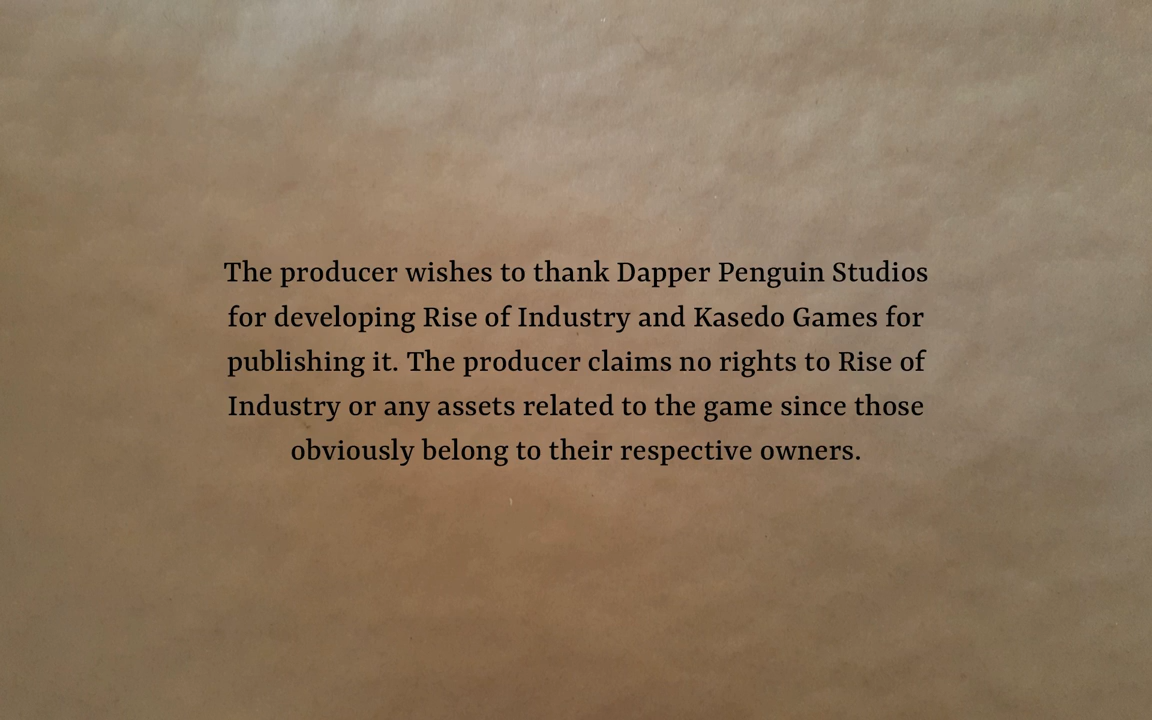 The producer wishes to thank Dapper Penguin Studios
for developing Rise of Industry and Kasedo Games for
publishing it. The producer claims no rights to Rise of
Industry or any assets related to the game since those
obviously belong to their respective owners.